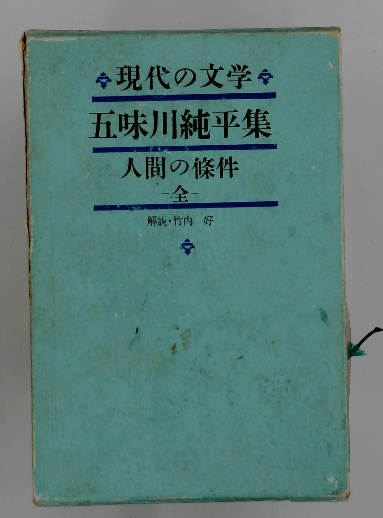 現代の文学
五味川純平集
人間の條件
-全-
解説・竹内 好